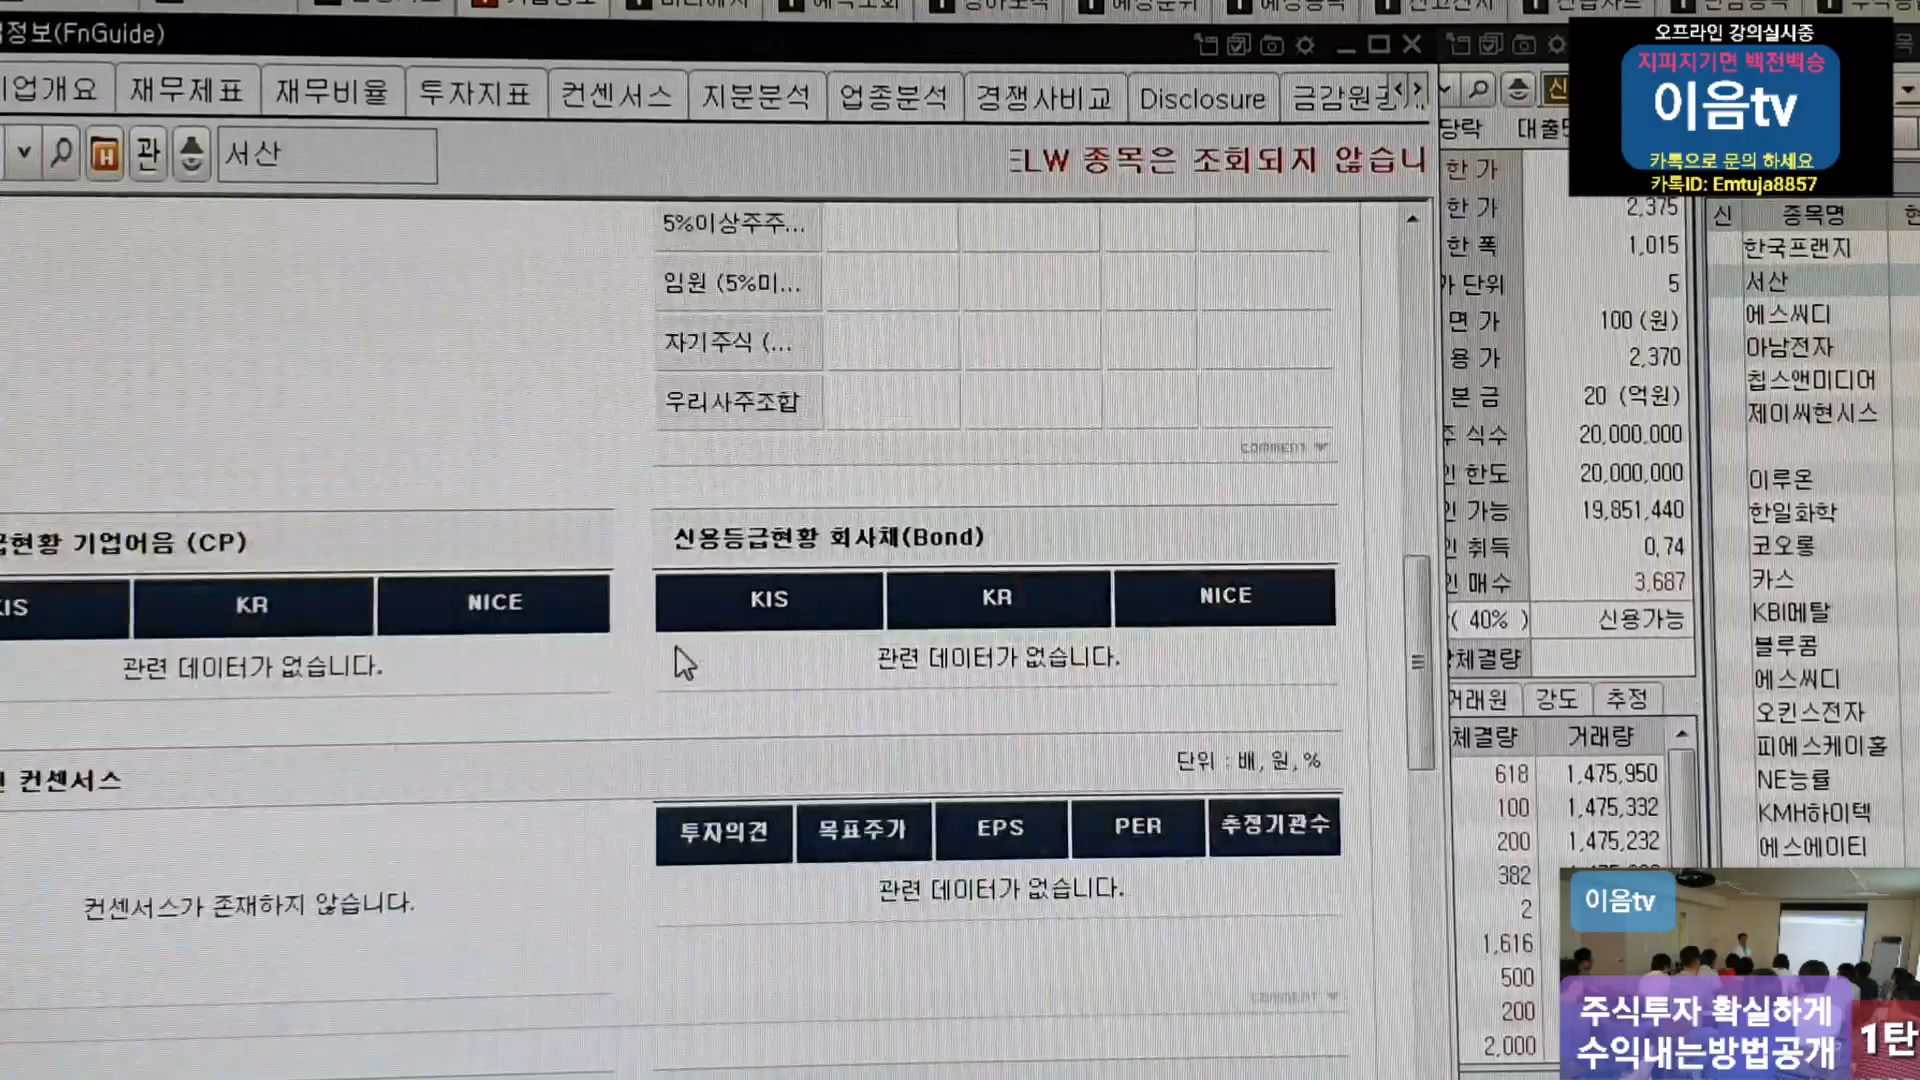 정보(FnGuide)
업개요 재무제표 재무비율 투자지표 컨센서스 지분분석 업종분석 경쟁사비교 Disclosure 금감원공
관 서산 ELW 종목은 조회되지 않습니
5%이상주주...
임원 (5%미...
자기주식 (...
우리사주조합
COMMENT
급현황 기업어음 (CP)
KIS KR NICE
관련 데이터가 없습니다.
신용등급현황 회사채(Bond)
KIS KR NICE
관련 데이터가 없습니다.
컨센서스
단위 : 배, 원, %
컨센서스가 존재하지 않습니다.
투자의견 목표주가 EPS PER 추정기관수
관련 데이터가 없습니다.
COMMENT
당락
한 가
한 가 2,375
한 폭 1,015
가 단위 5
면 가 100 (원)
용 가 2,370
본 금 20 (억원)
주 식수 20,000,000
인 한도 20,000,000
인 가능 19,851,440
인 취득 0.74
인 매수 3,687
( 40% ) 신용가능
체결량
거래원 강도 추정
체결량 거래량
618 1,475,950
100 1,475,332
200 1,475,232
382
2
1,616
500
200
2,000
오프라인 강의실시중
지피지기면 백전백승
이음tv
카톡으로 문의 하세요
카톡ID: Emtuja8857
신 종목명 현
한국프랜지
서산
에스씨디
아남전자
칩스앤미디어
제이씨현시스
이루온
한일화학
코오롱
카스
KBI메탈
블루콤
에스씨디
오킨스전자
피에스케이홀
NE능률
KMH하이텍
에스에이티
이음tv
주식투자 확실하게
수익내는방법공개
1탄